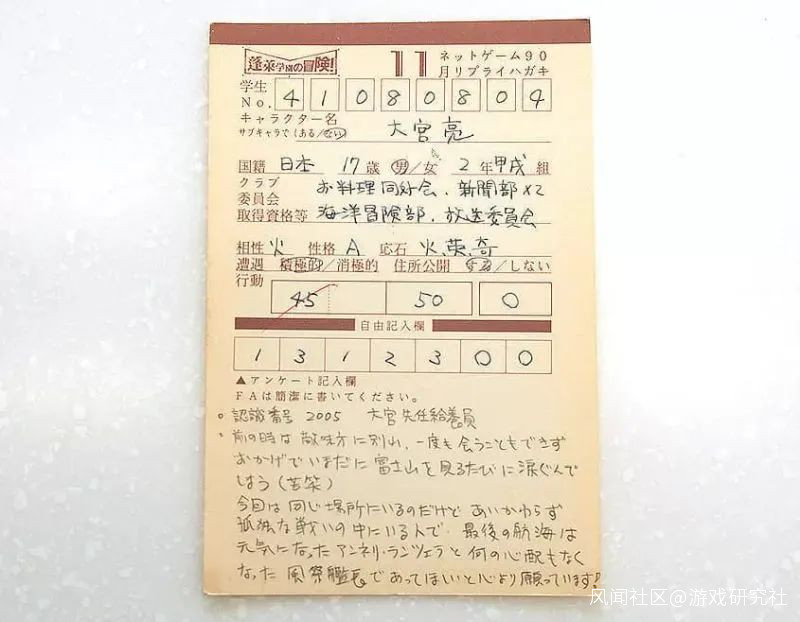 蓬萊学園の冒険!
11月
ネットゲーム90
リプライハガキ
学生No. 4 1 0 8 0 8 0 4
キャラクター名
サブキャラで(ある/ない)
大宮亮
国籍 日本 17歳 男/女 2年 甲戌 組
クラブ お料理同好会、新聞部×2
委員会
取得資格等 海洋冒険部、放送委員会
相性 火 性格 A 応石 火、英、奇
遭遇 積極的/消極的 住所公開 する/しない
行動 45 50 0
自由記入欄
1 3 1 2 3 0 0
▲アンケート記入欄
FAは簡潔に書いてください。
○認識番号 2005 大宮先任給養員
・前の時は敵味方に別れ、一度も会うこともできず
おかげでいまだに富士山を見るたびに涙ぐんで
しまう(苦笑)
今回は同じ場所にいるのだけど あいかわらず
孤独な戦いの中にいる人で、最後の航海は
元気になったアンネリ・ランツェラと何の心配もなく
なった風祭艦長であってほしいと心より願っています!
风闻社区@游戏研究社